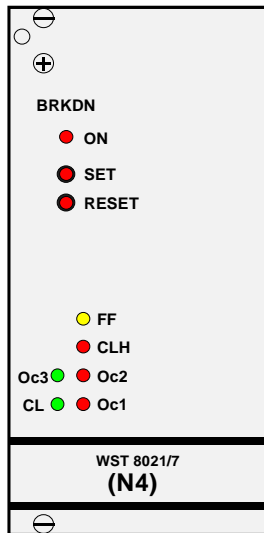 BRKDN
ON
SET
RESET
FF
CLH
Oc3 Oc2
CL Oc1
WST 8021/7
(N4)